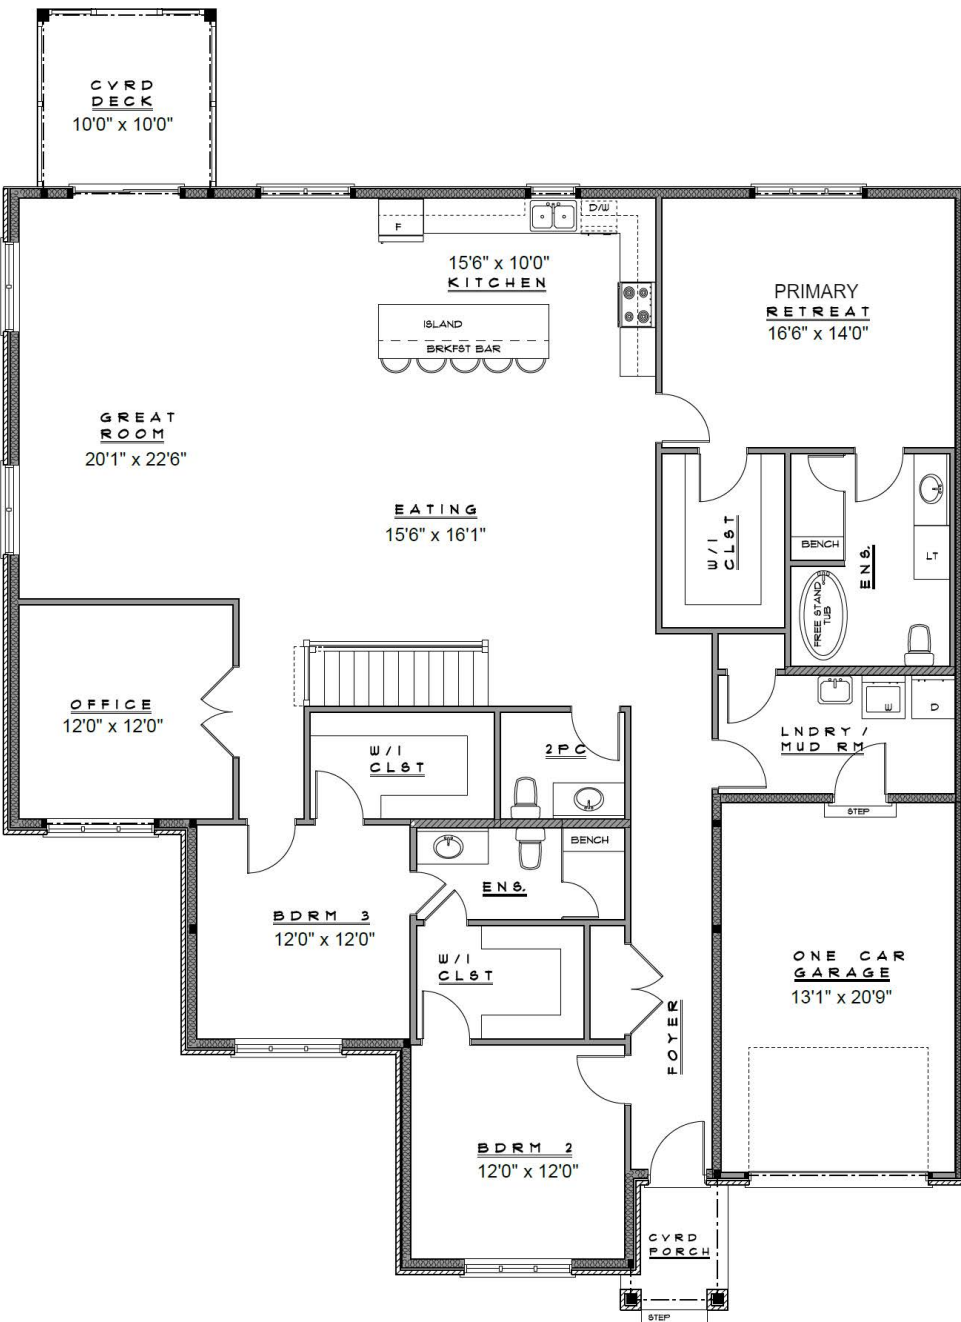 CVRD
DECK
10'0" x 10'0"
F
D/W
15'6" x 10'0"
KITCHEN
ISLAND
BRKFST BAR
PRIMARY
RETREAT
16'6" x 14'0"
GREAT
ROOM
20'1" x 22'6"
EATING
15'6" x 16'1"
W/I
CLST
BENCH
ENS.
LT
FREE STAND
TUB
OFFICE
12'0" x 12'0"
W/I
CLST
2PC
LNDRY /
MUD RM
W
D
STEP
BENCH
ENS.
BDRM 3
12'0" x 12'0"
W/I
CLST
FOYER
ONE CAR
GARAGE
13'1" x 20'9"
BDRM 2
12'0" x 12'0"
CVRD
PORCH
STEP